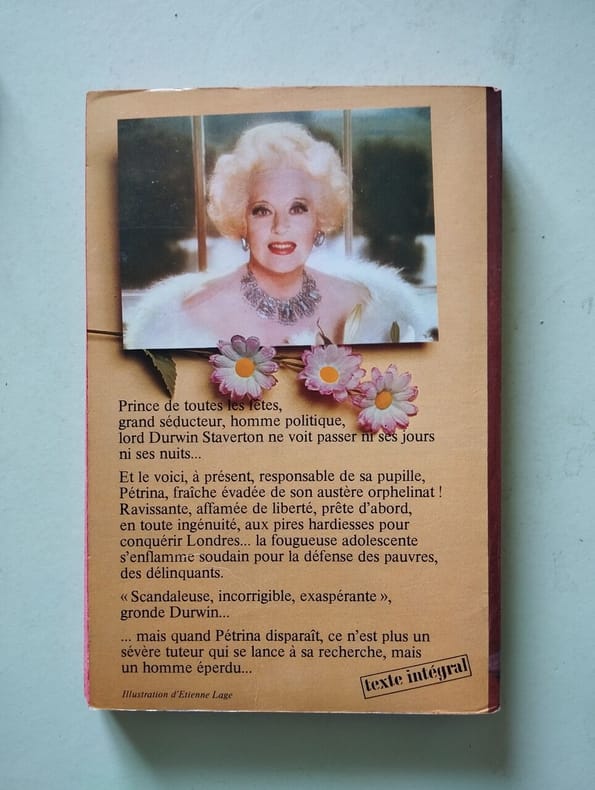 Prince de toutes les fêtes,
grand séducteur, homme politique,
lord Durwin Staverton ne voit passer ni ses jours
ni ses nuits...
Et le voici, à présent, responsable de sa pupille,
Pétrina, fraîche évadée de son austère orphelinat !
Ravissante, affamée de liberté, prête d'abord,
en toute ingénuité, aux pires hardiesses pour
conquérir Londres... la fougueuse adolescente
s'enflamme soudain pour la défense des pauvres,
des délinquants.
« Scandaleuse, incorrigible, exaspérante »,
gronde Durwin...
... mais quand Pétrina disparaît, ce n'est plus un
sévère tuteur qui se lance à sa recherche, mais
un homme éperdu...
texte intégral
Illustration d'Etienne Lage